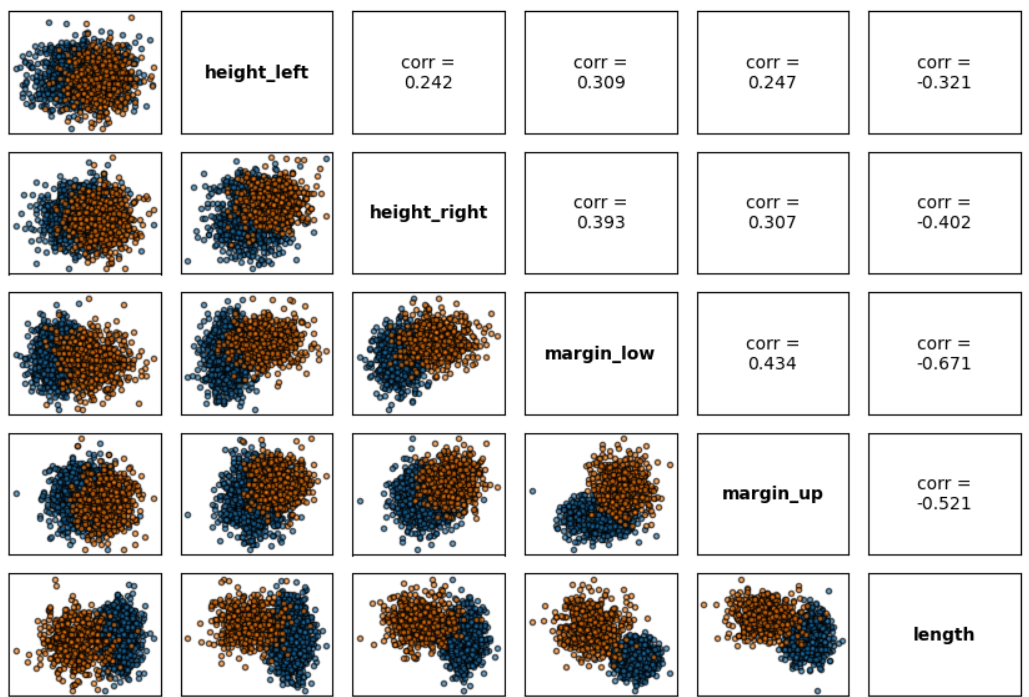 height_left
corr =
0.242
corr =
0.309
corr =
0.247
corr =
-0.321
height_right
corr =
0.393
corr =
0.307
corr =
-0.402
margin_low
corr =
0.434
corr =
-0.671
margin_up
corr =
-0.521
length